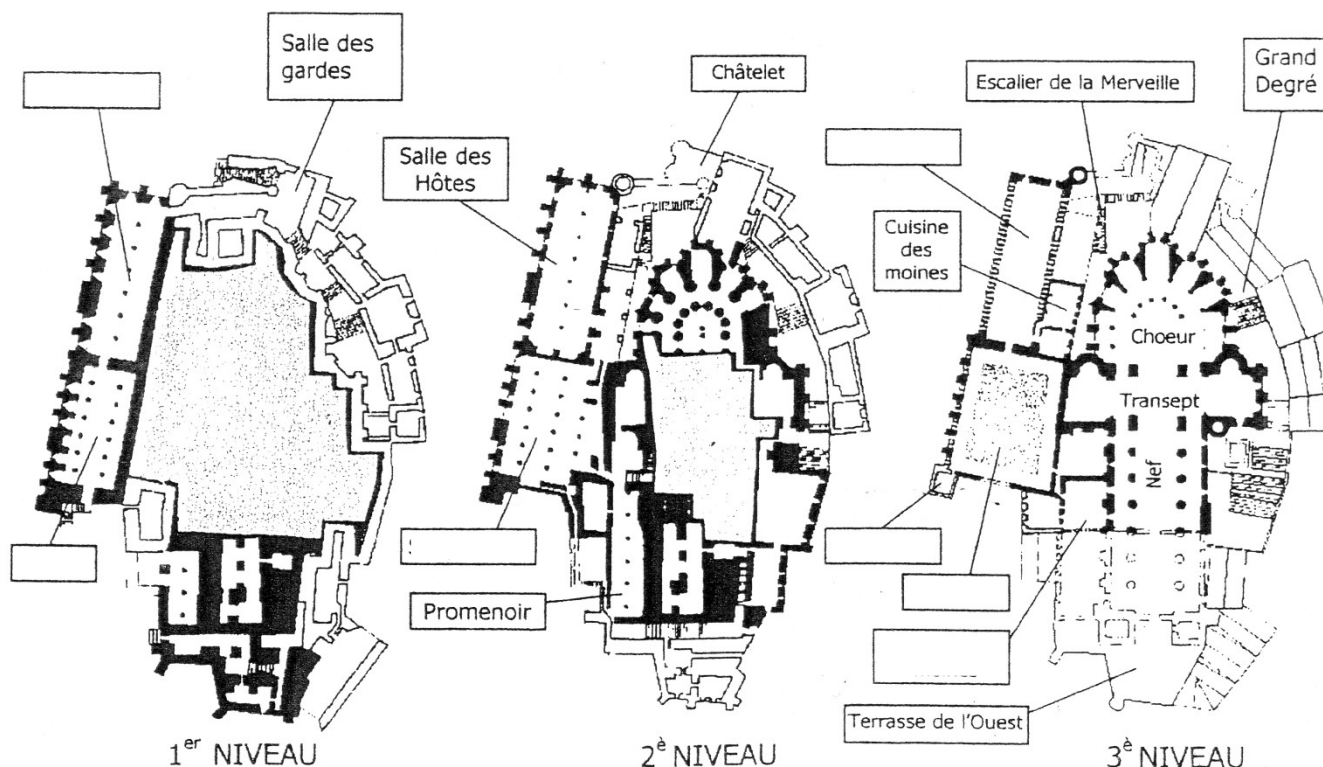 Salle des
gardes
Châtelet
Escalier de la Merveille
Grand
Degré
Salle des
Hôtes
Cuisine
des
moines
Choeur
Transept
Nef
Promenoir
Terrasse de l'Ouest
1er NIVEAU
2è NIVEAU
3è NIVEAU